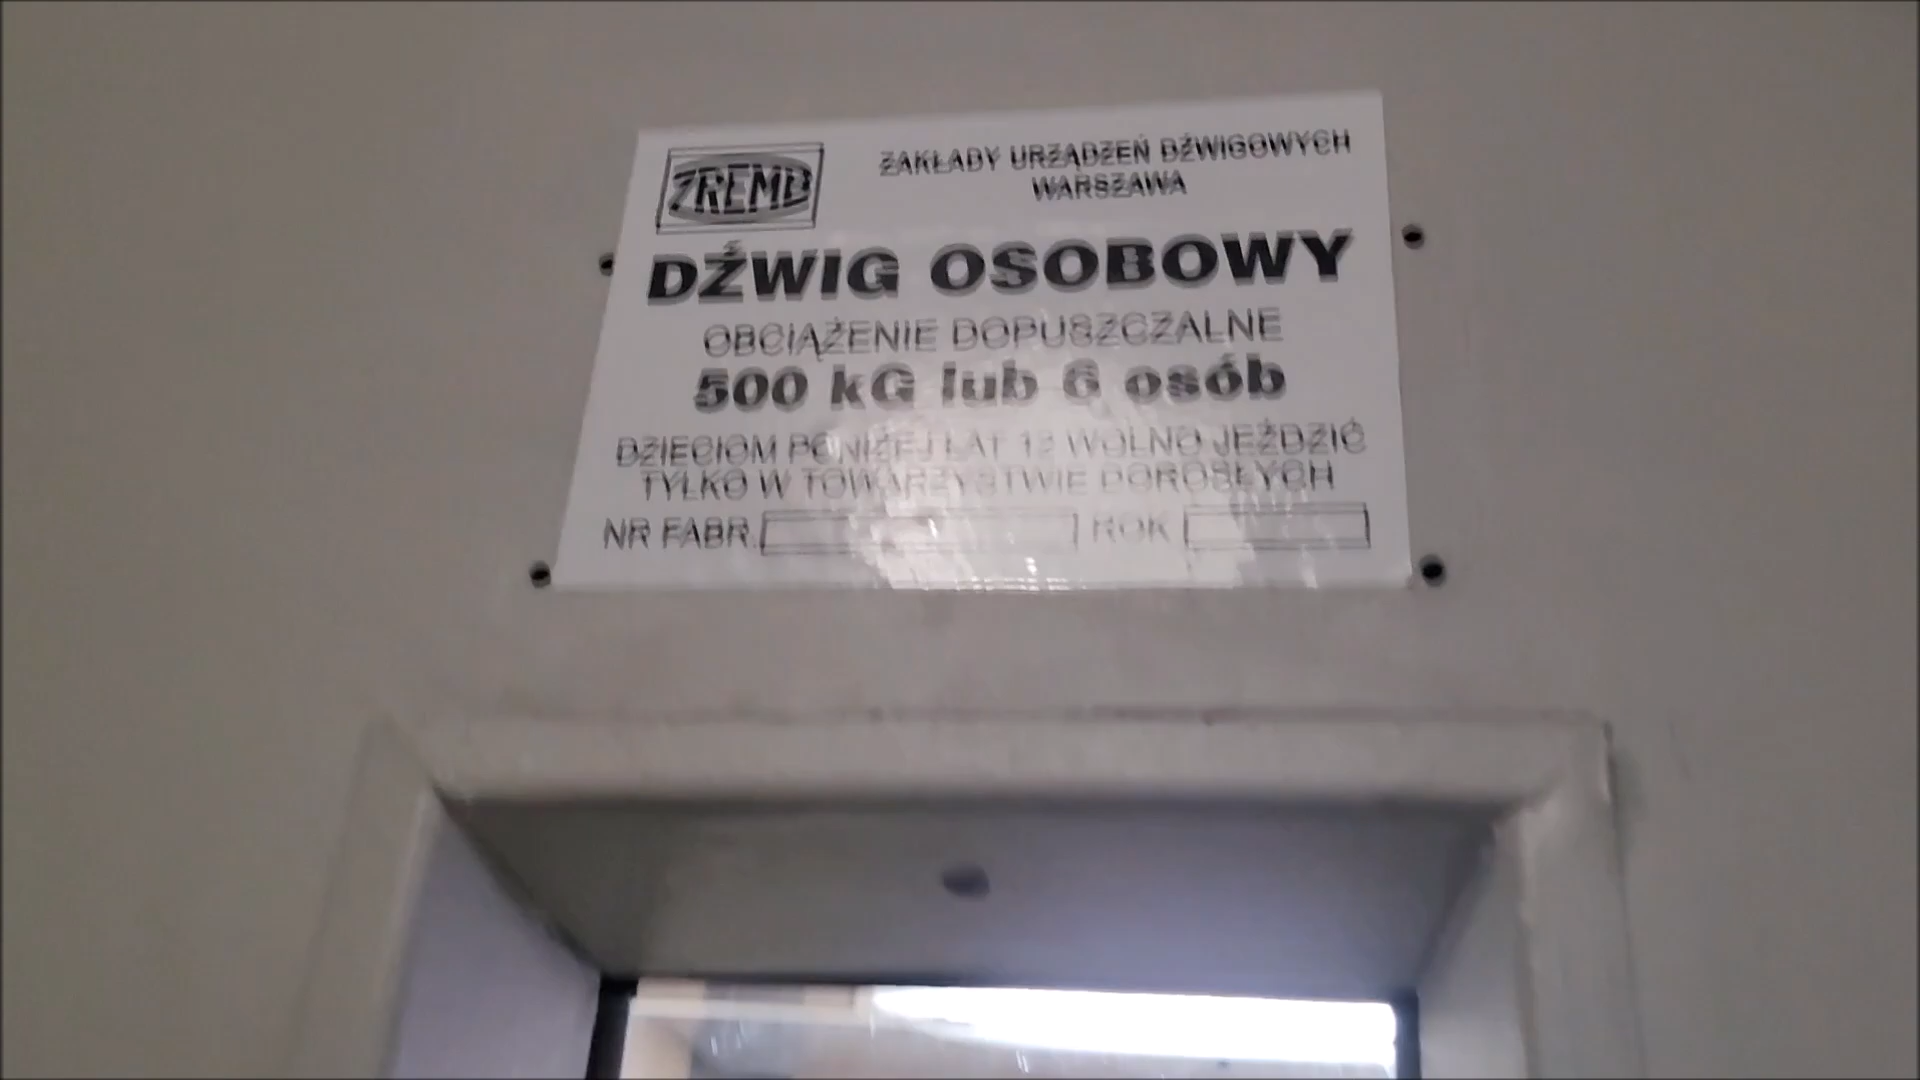 ZREMB
ZAKŁADY URZĄDZEŃ DŹWIGOWYCH
WARSZAWA
DŹWIG OSOBOWY
OBCIĄŻENIE DOPUSZCZALNE
500 kG lub 6 osób
DZIECIOM PONIŻEJ LAT 12 WOLNO JEŹDZIĆ
TYLKO W TOWARZYSTWIE DOROSŁYCH
NR FABR. ROK